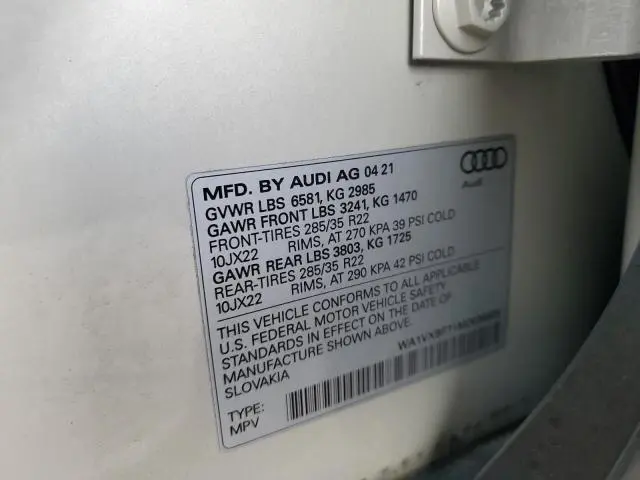 MFD. BY AUDI AG 04 21
GVWR LBS 6581, KG 2985
GAWR FRONT LBS 3241, KG 1470
FRONT-TIRES 285/35 R22
10JX22 RIMS, AT 270 KPA 39 PSI COLD
GAWR REAR LBS 3803, KG 1725
REAR-TIRES 285/35 R22
10JX22 RIMS, AT 290 KPA 42 PSI COLD
THIS VEHICLE CONFORMS TO ALL APPLICABLE
U.S. FEDERAL MOTOR VEHICLE SAFETY
STANDARDS IN EFFECT ON THE DATE OF
MANUFACTURE SHOWN ABOVE.
SLOVAKIA
TYPE:
MPV
Audi